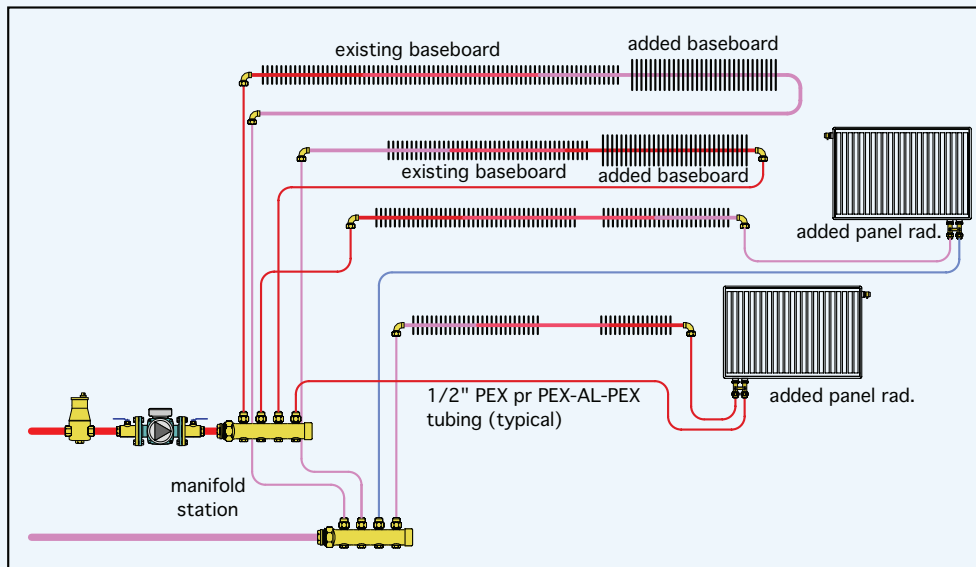 existing baseboard
added baseboard
existing baseboard
added baseboard
added panel rad.
added panel rad.
1/2" PEX pr PEX-AL-PEX
tubing (typical)
manifold
station